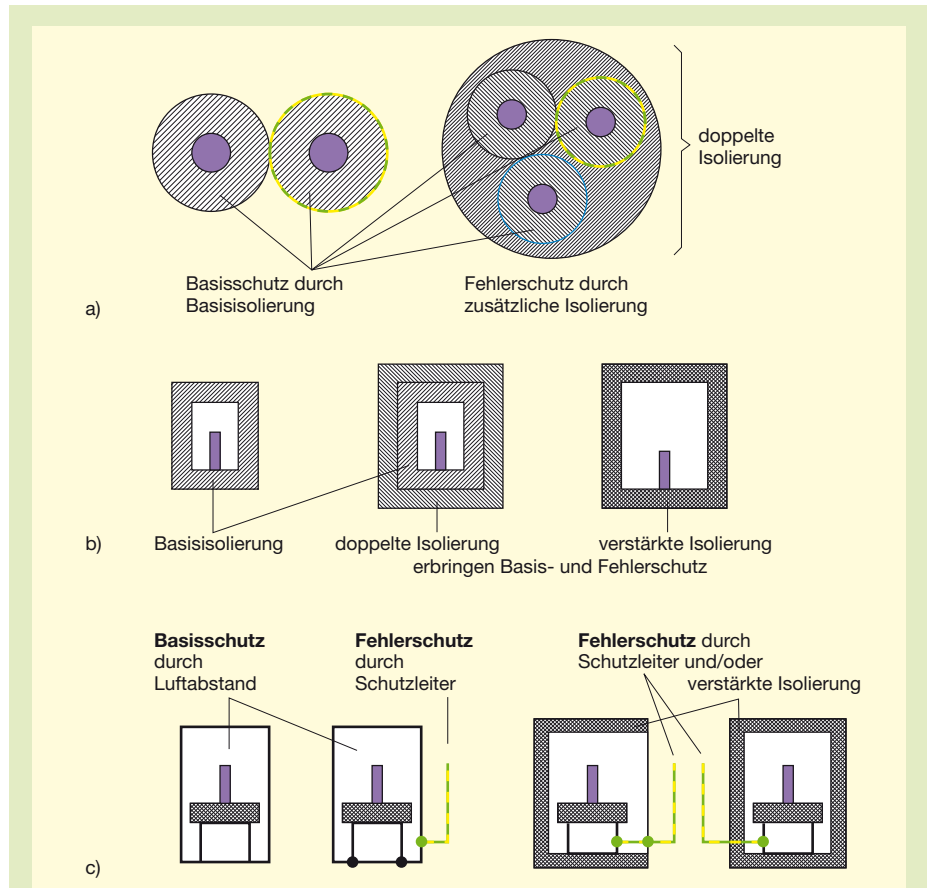 doppelte
Isolierung
Basisschutz durch
Basisisolierung
Fehlerschutz durch
zusätzliche Isolierung
a)
b)
Basisisolierung
doppelte Isolierung
verstärkte Isolierung
erbringen Basis- und Fehlerschutz
Basisschutz
durch
Luftabstand
Fehlerschutz
durch
Schutzleiter
Fehlerschutz durch
Schutzleiter und/oder
verstärkte Isolierung
c)